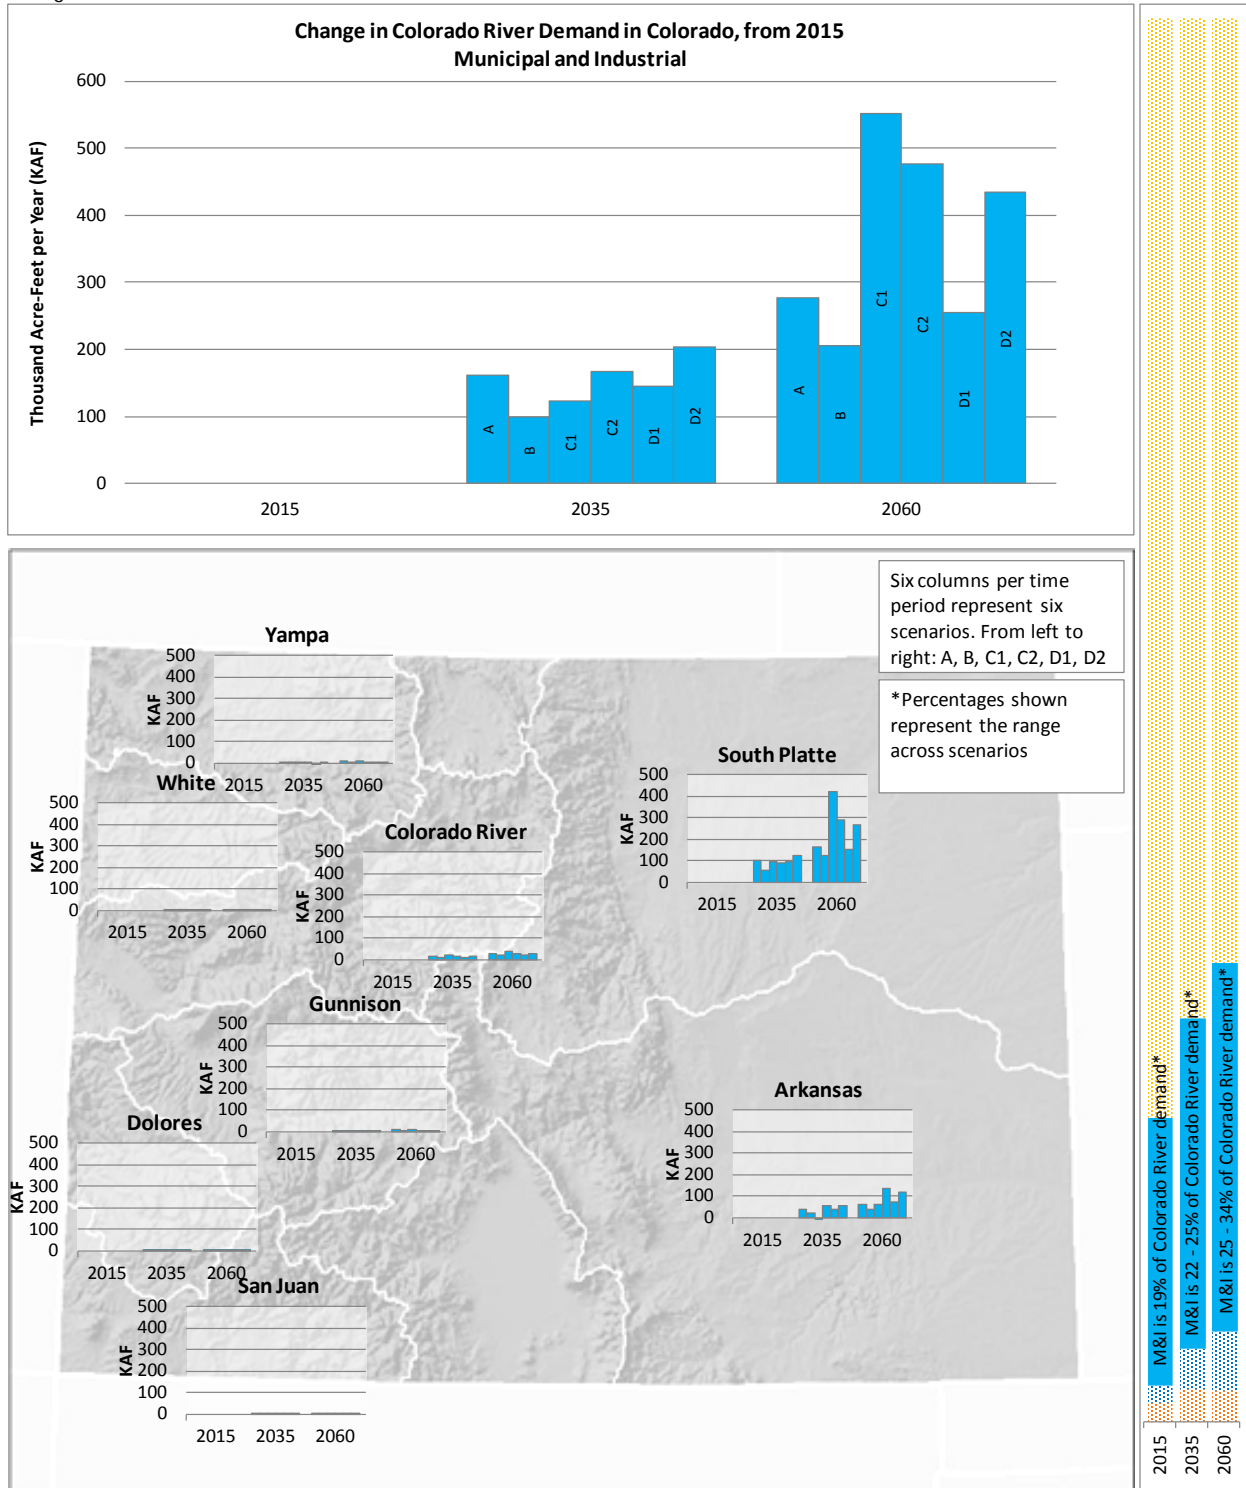 Change in Colorado River Demand in Colorado, from 2015
Municipal and Industrial
Thousand Acre-Feet per Year (KAF)
600
500
400
300
200
100
0
A
B
C1
C2
D1
D2
A
B
C1
C2
D1
D2
2015
2035
2060
Six columns per time
period represent six
scenarios. From left to
right: A, B, C1, C2, D1, D2
*Percentages shown
represent the range
across scenarios
Yampa
KAF
500
400
300
200
100
0
2015
2035
2060
White
KAF
500
400
300
200
100
0
2015
2035
2060
Colorado River
500
400
300
200
100
0
2015
2035
2060
South Platte
KAF
500
400
300
200
100
0
2015
2035
2060
Gunnison
KAF
500
400
300
200
100
0
2015
2035
2060
Arkansas
KAF
500
400
300
200
100
0
2015
2035
2060
Dolores
KAF
500
400
300
200
100
0
2015
2035
2060
San Juan
KAF
500
400
300
200
100
0
2015
2035
2060
M&I is 19% of Colorado River demand*
M&I is 22 - 25% of Colorado River demand*
M&I is 25 - 34% of Colorado River demand*
2015
2035
2060